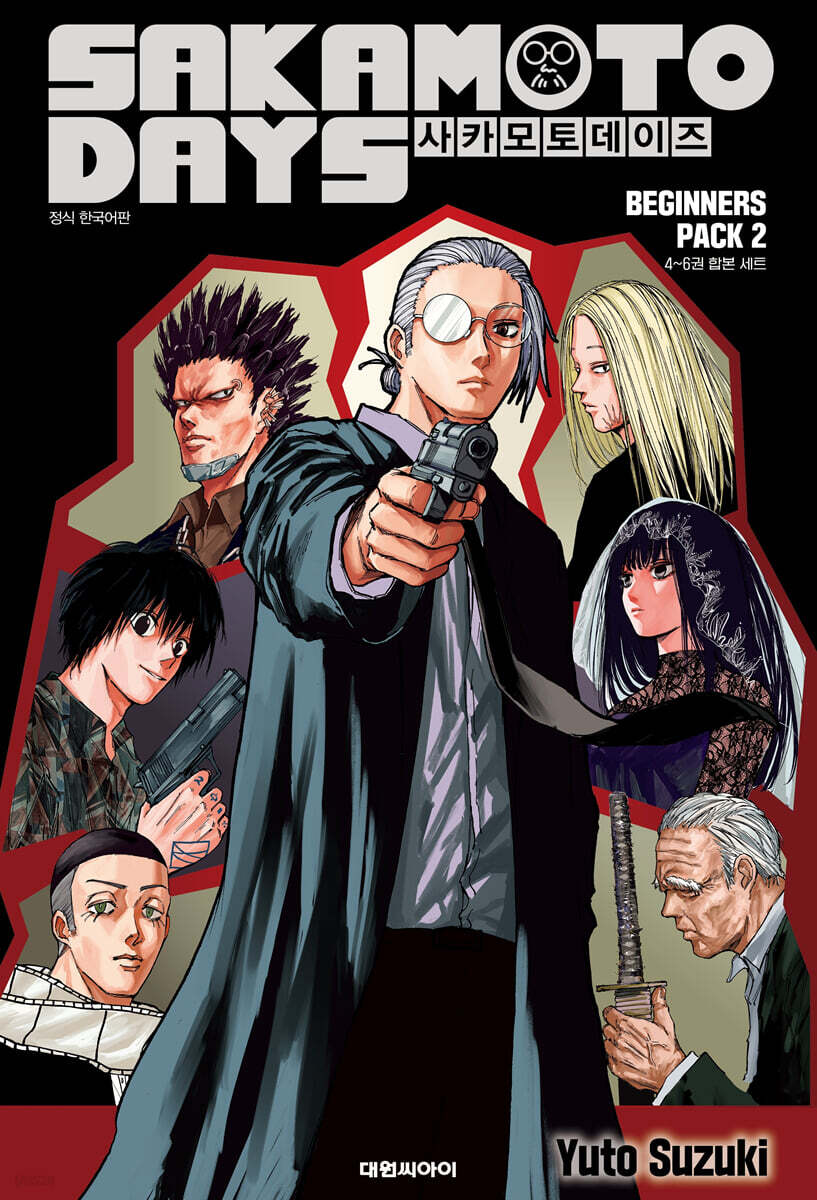 SAKAMOTO
DAYS
사카모토데이즈
정식 한국어판
BEGINNERS
PACK 2
4~6권 합본 세트
Yuto Suzuki
대원씨아이